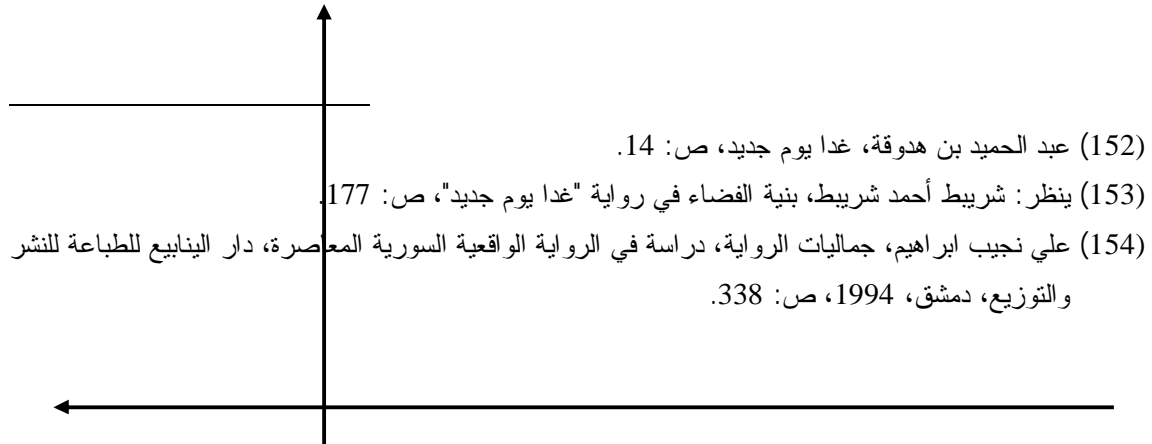 (152) عبد الحميد بن هدوقة، غدا يوم جديد، ص: 14.
(153) ينظر: شريبط أحمد شريبط، بنية الفضاء في رواية "غدا يوم جديد"، ص: 177.
(154) علي نجيب ابراهيم، جماليات الرواية، دراسة في الرواية الواقعية السورية المعاصرة، دار الينابيع للطباعة للنشر
والتوزيع، دمشق، 1994، ص: 338.